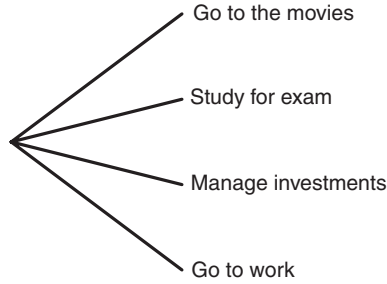 Go to the movies
Study for exam
Manage investments
Go to work